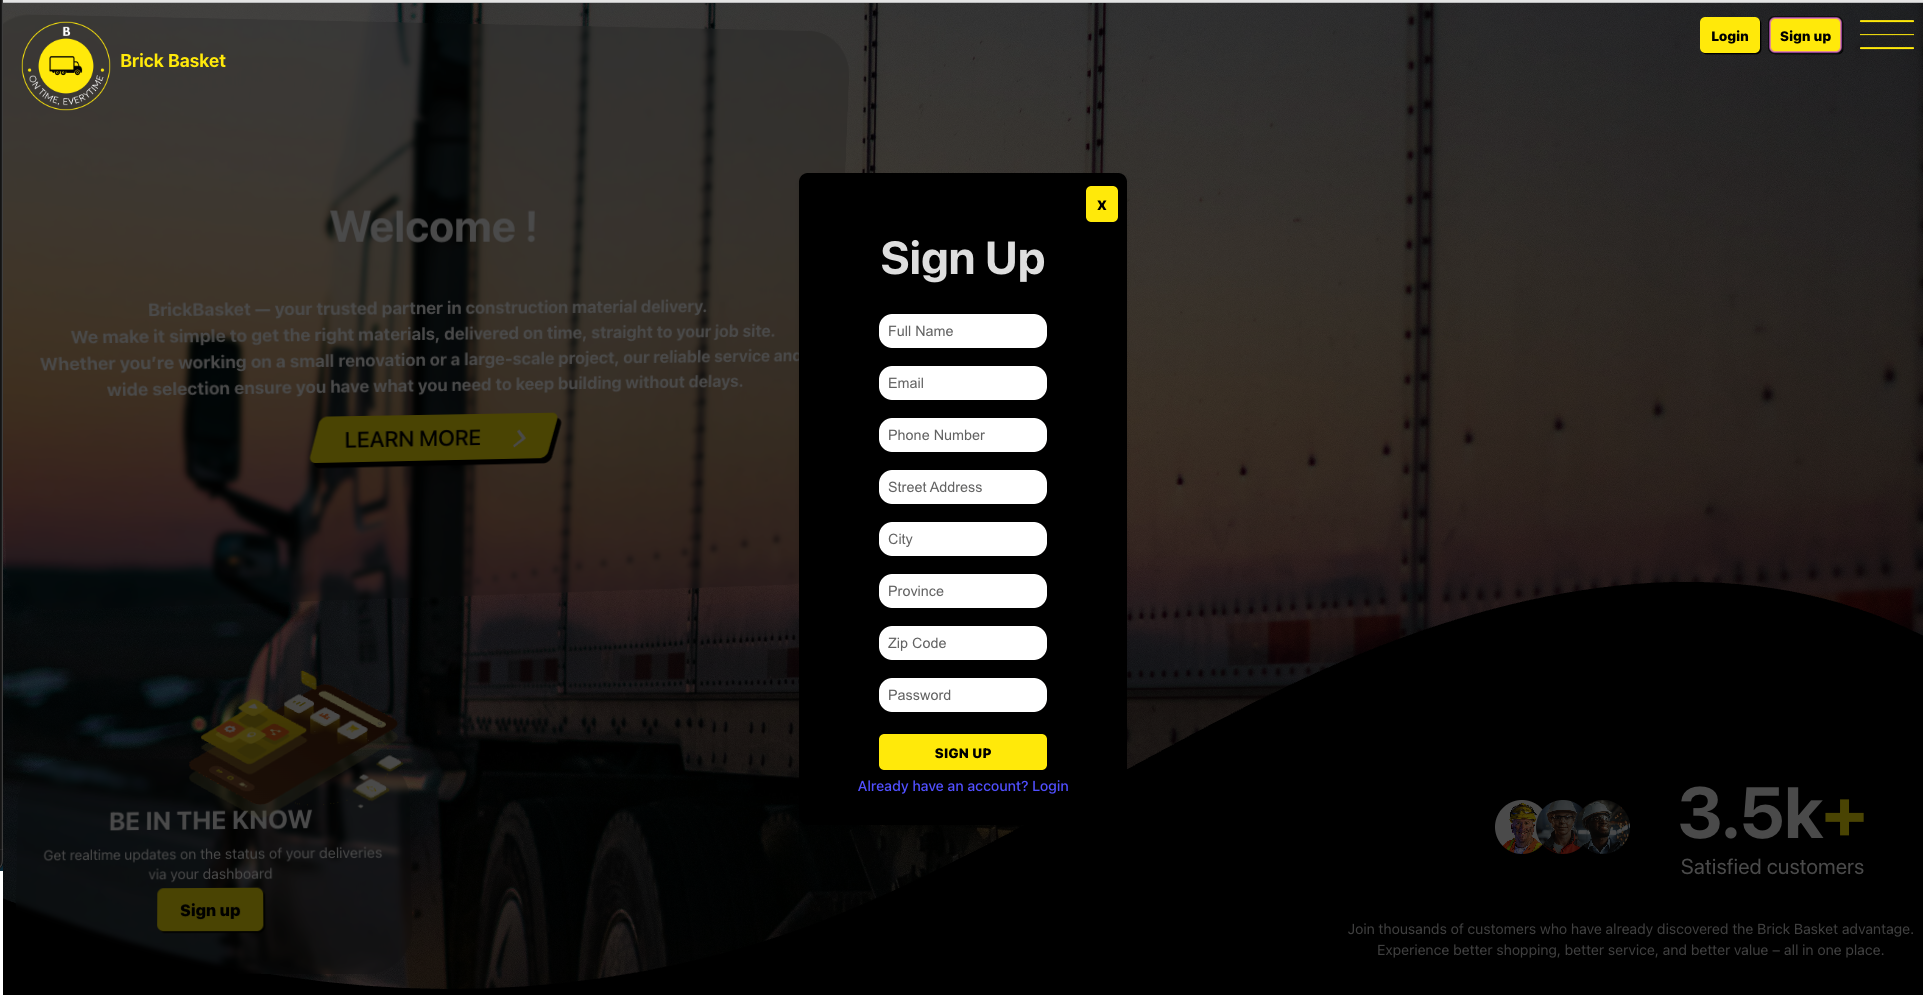 B
ON TIME, EVERYTIME
Brick Basket
Login
Sign up
Welcome !
BrickBasket — your trusted partner in construction material delivery.
We make it simple to get the right materials, delivered on time, straight to your job site.
Whether you're working on a small renovation or a large-scale project, our reliable service and
wide selection ensure you have what you need to keep building without delays.
LEARN MORE
X
Sign Up
Full Name
Email
Phone Number
Street Address
City
Province
Zip Code
Password
SIGN UP
Already have an account? Login
BE IN THE KNOW
Get realtime updates on the status of your deliveries
via your dashboard
Sign up
3.5k+
Satisfied customers
Join thousands of customers who have already discovered the Brick Basket advantage.
Experience better shopping, better service, and better value – all in one place.